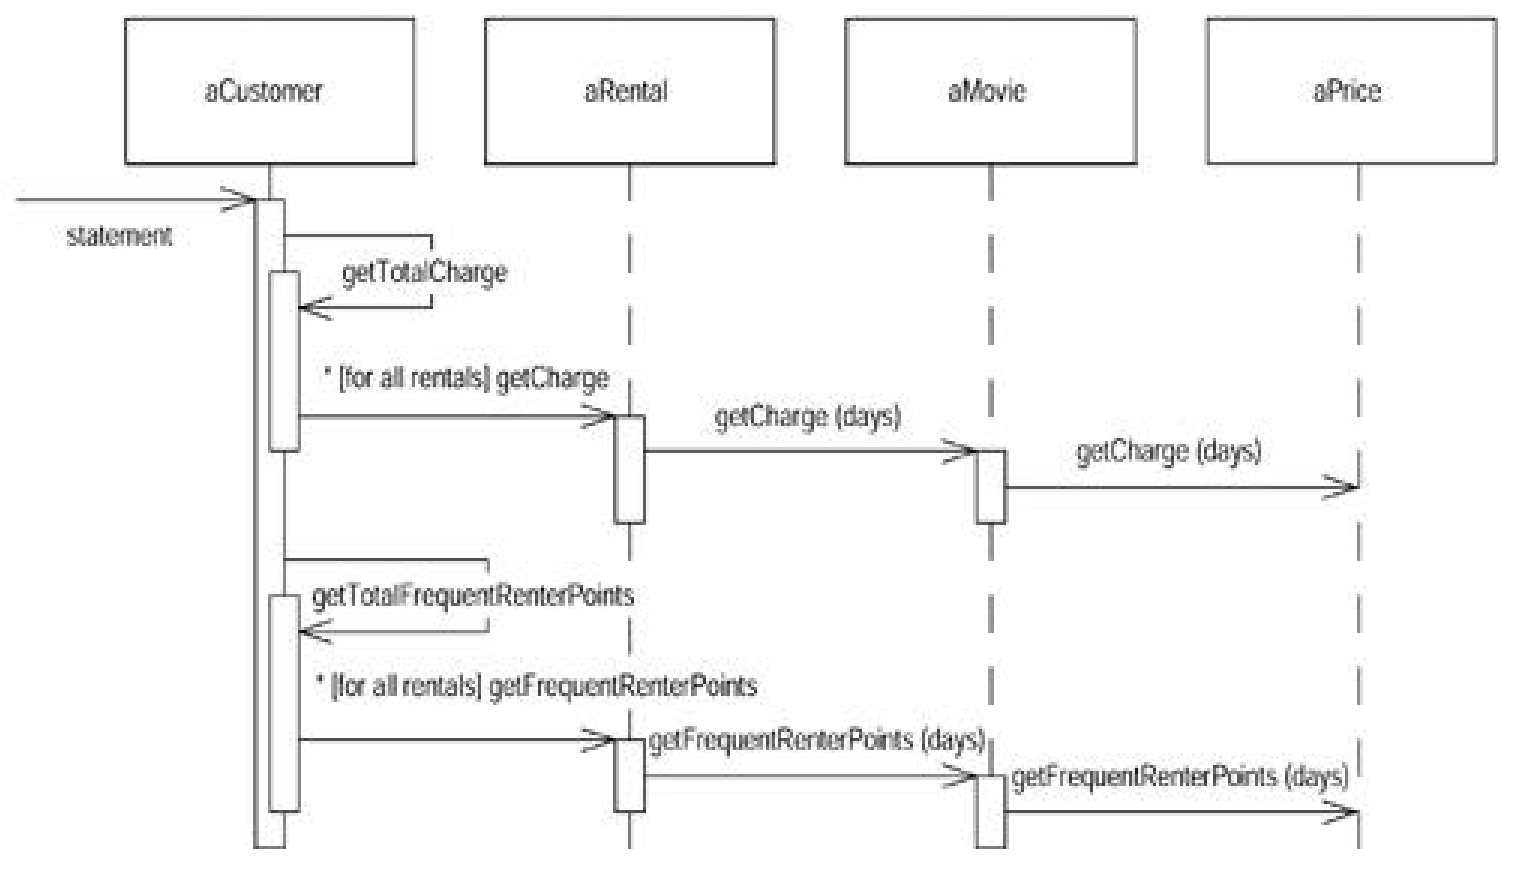 aCustomer
aRental
aMovie
aPrice
statement
getTotalCharge
* [for all rentals] getCharge
getCharge (days)
getCharge (days)
getTotalFrequentRenterPoints
* [for all rentals] getFrequentRenterPoints
getFrequentRenterPoints (days)
getFrequentRenterPoints (days)